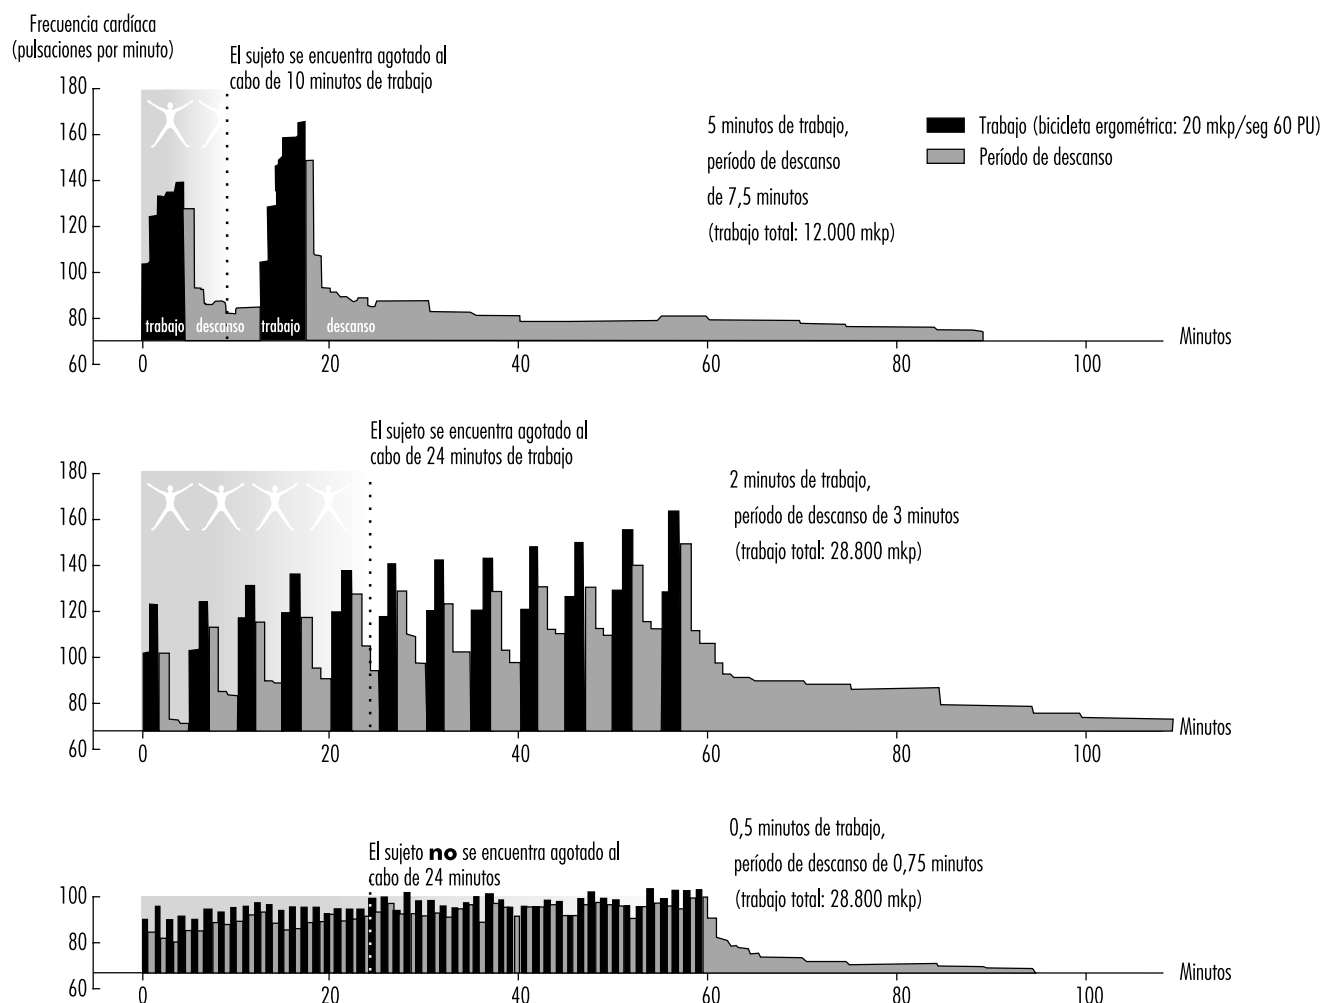 Frecuencia cardíaca
(pulsaciones por minuto)
El sujeto se encuentra agotado al
cabo de 10 minutos de trabajo
180
160
140
120
100
80
60
5 minutos de trabajo,
período de descanso
de 7,5 minutos
(trabajo total: 12.000 mkp)
Trabajo (bicicleta ergométrica: 20 mkp/seg 60 PU)
Período de descanso
trabajo descanso trabajo descanso
Minutos
0 20 40 60 80 100
El sujeto se encuentra agotado al
cabo de 24 minutos de trabajo
180
160
140
120
100
80
60
2 minutos de trabajo,
período de descanso de 3 minutos
(trabajo total: 28.800 mkp)
Minutos
0 20 40 60 80 100
El sujeto no se encuentra agotado al
cabo de 24 minutos
100
80
60
0,5 minutos de trabajo,
período de descanso de 0,75 minutos
(trabajo total: 28.800 mkp)
Minutos
0 20 40 60 80 100